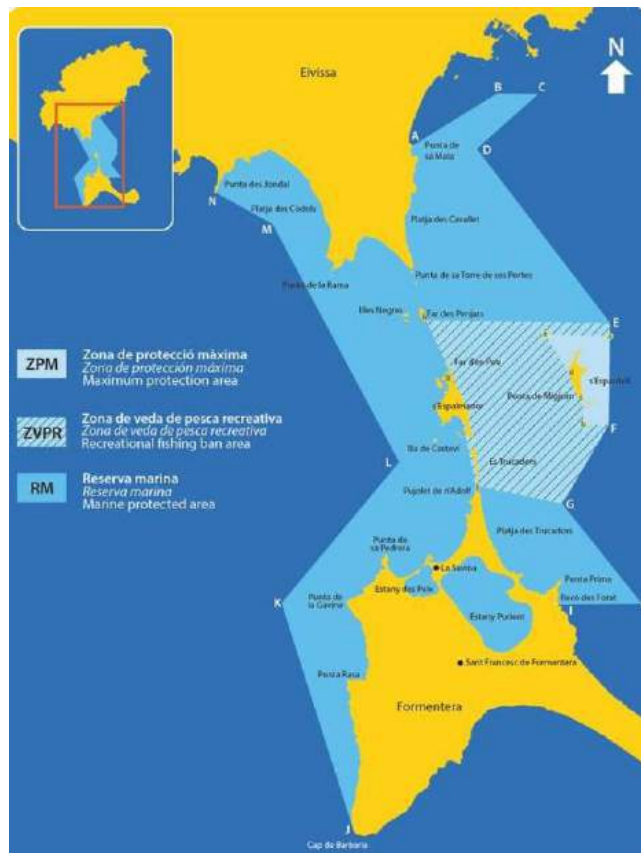 Eivissa
N
B
C
A
Punta de
sa Mata
D
Punta des Jondal
N
Platja des Codols
M
Platja des Cavallet
Punta de la Rama
Punta de sa Torre de ses Portes
Illes Negres
Far des Penjats
E
Far d'en Pou
s'Espalmador
Punta de Migjorn
s'Espardell
F
ZPM
Zona de protecció màxima
Zona de protección máxima
Maximum protection area
ZVPR
Zona de veda de pesca recreativa
Zona de veda de pesca recreativa
Recreational fishing ban area
RM
Reserva marina
Reserva marina
Marine protected area
Illa de Castaví
L
Es Trucadors
Pujolet de n'Adolf
G
Platja des Trucadors
Punta de
sa Pedrera
La Savina
Estany des Peix
Punta Prima
Racó des Forat
I
K
Punta de
la Gavina
Estany Pudent
Punta Rasa
Sant Francesc de Formentera
Formentera
J
Cap de Barbaria